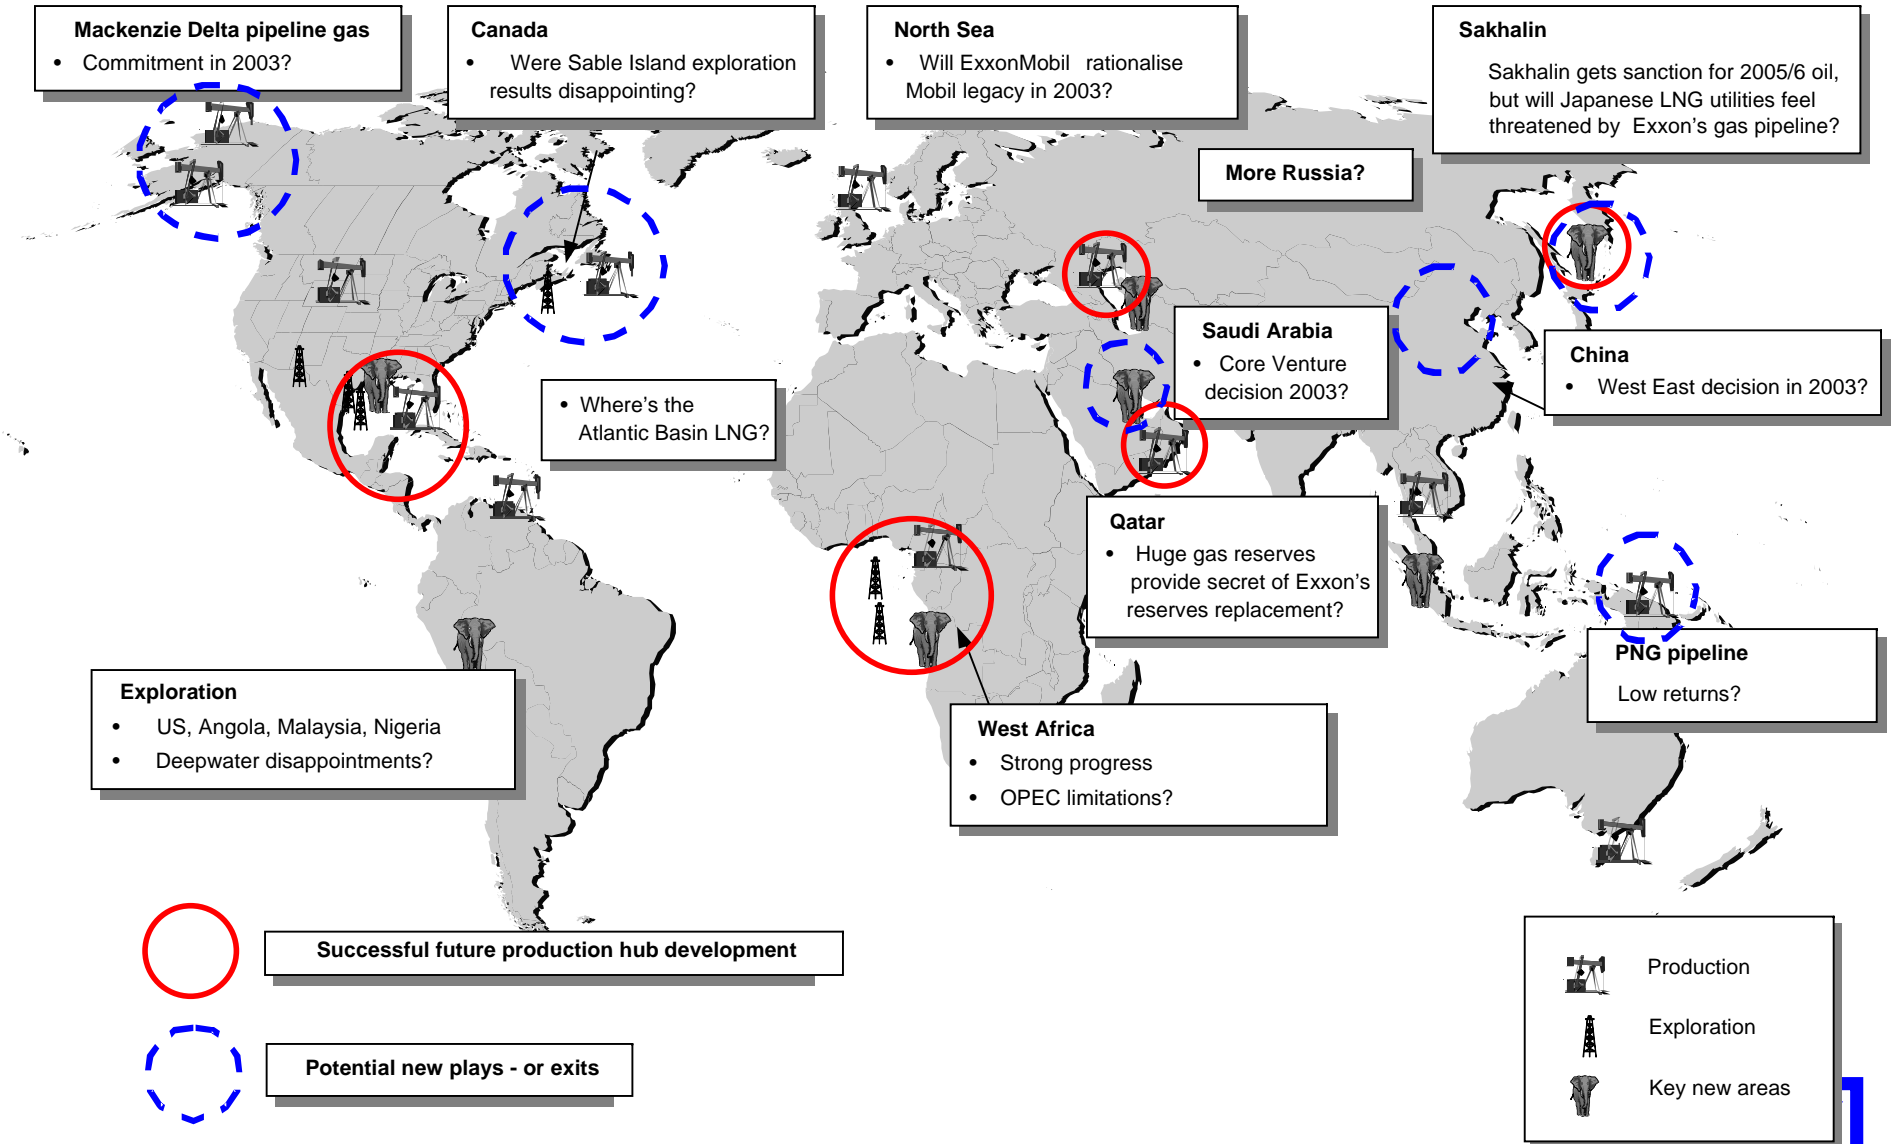 Mackenzie Delta pipeline gas
• Commitment in 2003?
Canada
• Were Sable Island exploration
results disappointing?
North Sea
• Will ExxonMobil rationalise
Mobil legacy in 2003?
Sakhalin
Sakhalin gets sanction for 2005/6 oil,
but will Japanese LNG utilities feel
threatened by Exxon's gas pipeline?
More Russia?
Saudi Arabia
• Core Venture
decision 2003?
China
• West East decision in 2003?
• Where's the
Atlantic Basin LNG?
Qatar
• Huge gas reserves
provide secret of Exxon's
reserves replacement?
PNG pipeline
Low returns?
Exploration
• US, Angola, Malaysia, Nigeria
• Deepwater disappointments?
West Africa
• Strong progress
• OPEC limitations?
Successful future production hub development
Potential new plays - or exits
Production
Exploration
Key new areas